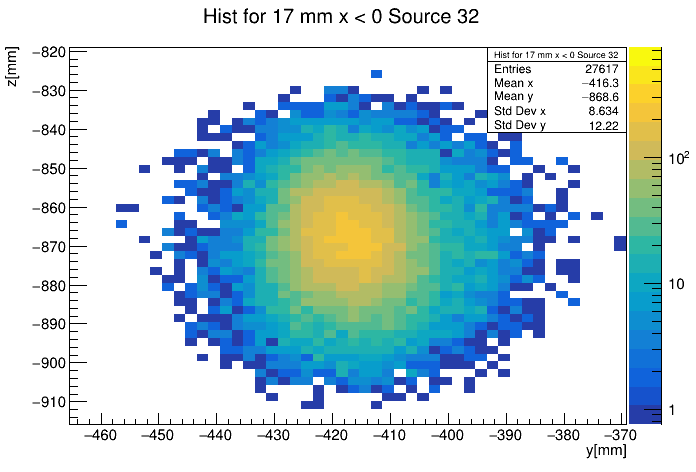 Hist for 17 mm x < 0 Source 32
z[mm]
Hist for 17 mm x < 0 Source 32
Entries 27617
Mean x −416.3
Mean y −868.6
Std Dev x 8.634
Std Dev y 12.22
−820
−830
−840
−850
−860
−870
−880
−890
−900
−910
10²
10
1
−460 −450 −440 −430 −420 −410 −400 −390 −380 −370
y[mm]